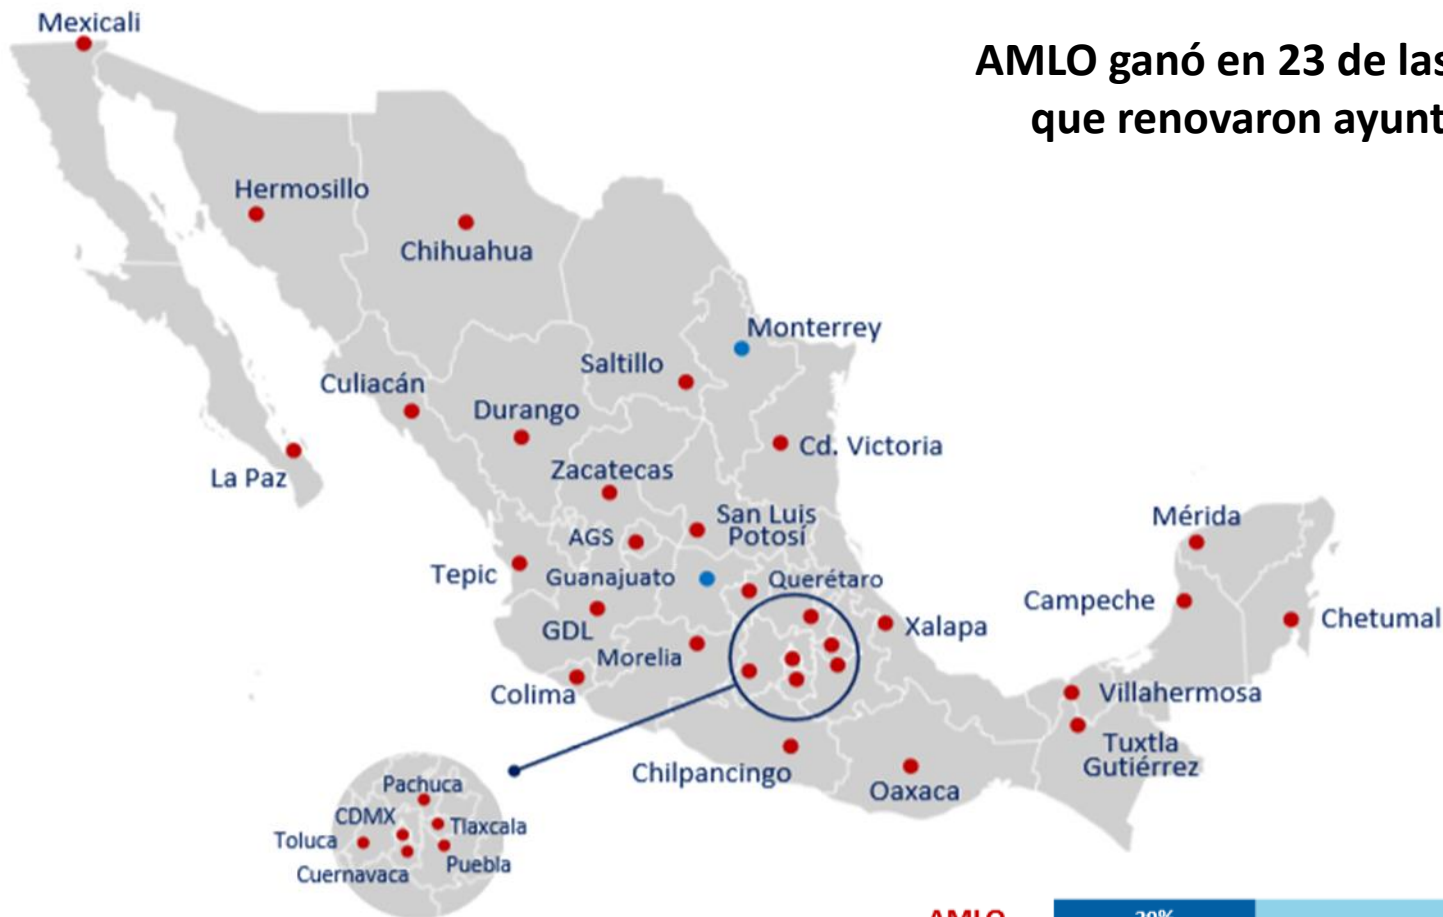 Mexicali
AMLO ganó en 23 de las
que renovaron ayunt
Hermosillo
Chihuahua
Monterrey
Saltillo
Culiacán
Durango
Cd. Victoria
Zacatecas
La Paz
San Luis
Potosí
AGS
Mérida
Tepic
Guanajuato
Querétaro
Campeche
Chetumal
GDL
Xalapa
Morelia
Colima
Villahermosa
Tuxtla
Gutiérrez
Chilpancingo
Oaxaca
Pachuca
CDMX
Tlaxcala
Toluca
Puebla
Cuernavaca
AMLO